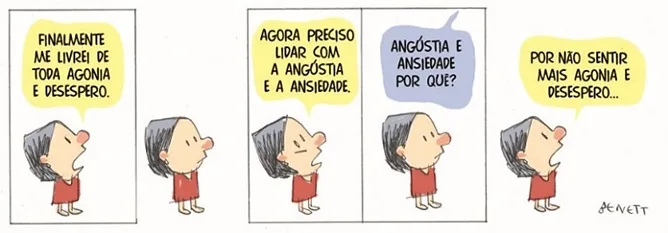 FINALMENTE
ME LIVREI DE
TODA AGONIA
E DESESPERO.
AGORA PRECISO
LIDAR COM
A ANGÚSTIA
E A ANSIEDADE.
ANGÚSTIA E
ANSIEDADE
POR QUÊ?
POR NÃO SENTIR
MAIS AGONIA E
DESESPERO...
BENETT